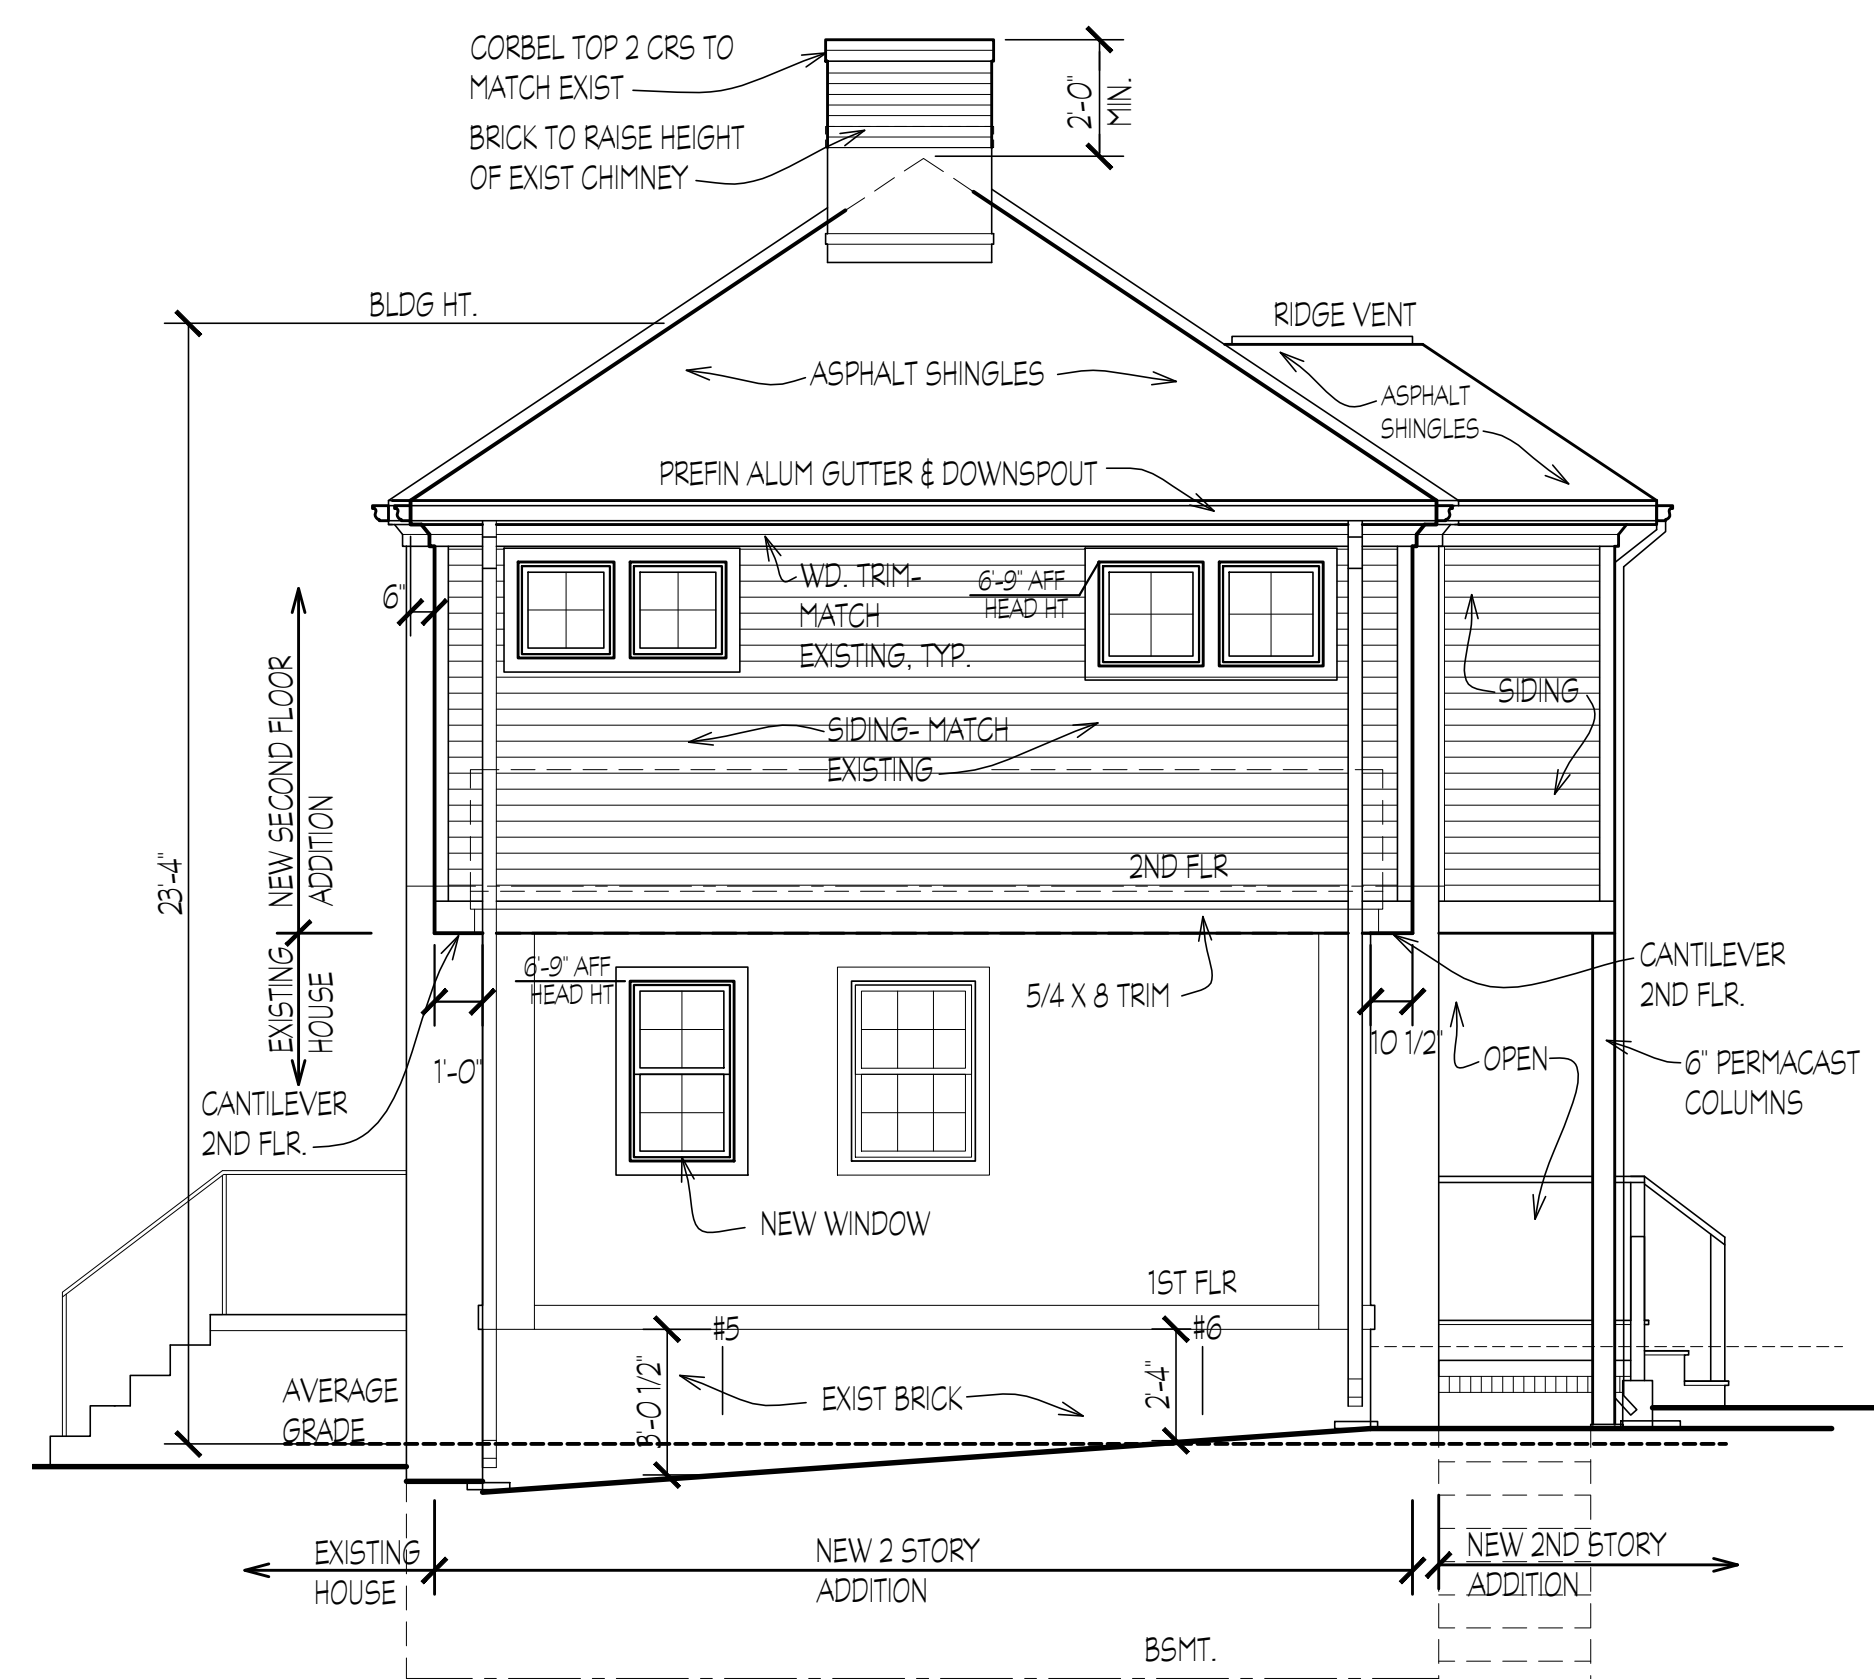 CORBEL TOP 2 CRS TO
MATCH EXIST
BRICK TO RAISE HEIGHT
OF EXIST CHIMNEY
2'-0"
MIN.
BLDG HT.
RIDGE VENT
ASPHALT SHINGLES
ASPHALT
SHINGLES
PREFIN ALUM GUTTER & DOWNSPOUT
6"
WD. TRIM-
MATCH
EXISTING, TYP.
6'-9" AFF
HEAD HT
SIDING
SIDING- MATCH
EXISTING
NEW SECOND FLOOR
ADDITION
23'-4"
2ND FLR
EXISTING
HOUSE
6'-9" AFF
HEAD HT
5/4 X 8 TRIM
CANTILEVER
2ND FLR.
1'-0"
10 1/2"
OPEN
6" PERMACAST
COLUMNS
CANTILEVER
2ND FLR.
NEW WINDOW
1ST FLR
#5
#6
3'-0 1/2"
2'-4"
EXIST BRICK
AVERAGE
GRADE
EXISTING
HOUSE
NEW 2 STORY
ADDITION
NEW 2ND STORY
ADDITION
BSMT.